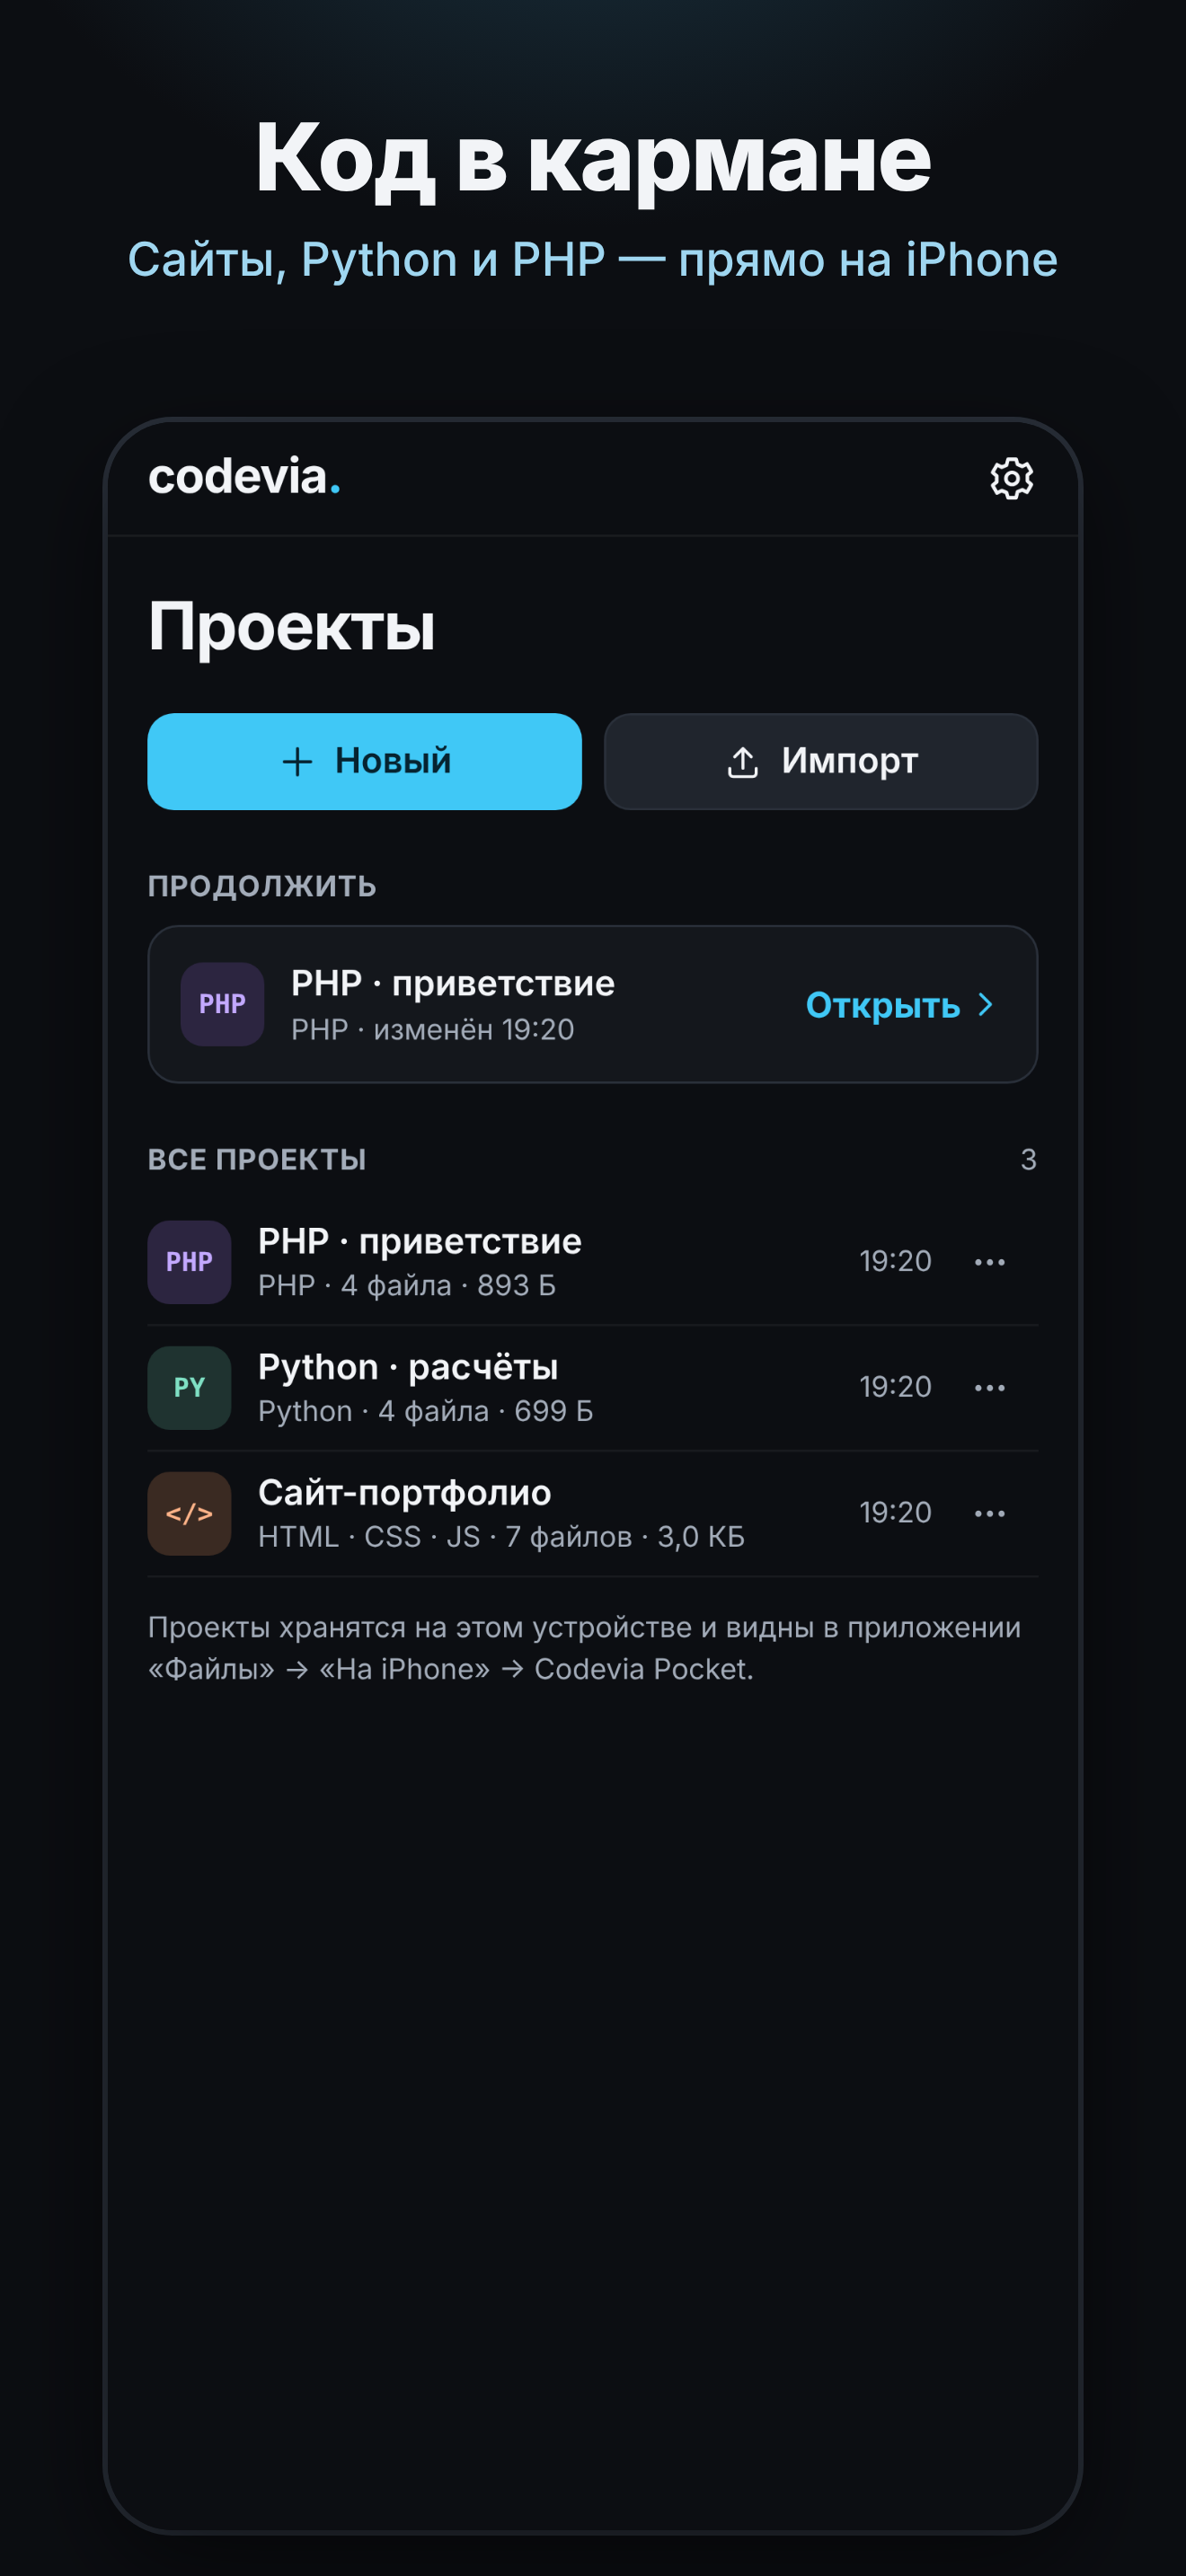 Код в кармане
Сайты, Python и PHP — прямо на iPhone
codevia.
Проекты
Новый
Импорт
ПРОДОЛЖИТЬ
PHP
PHP · приветствие
PHP · изменён 19:20
Открыть
ВСЕ ПРОЕКТЫ
3
PHP
PHP · приветствие
PHP · 4 файла · 893 Б
19:20
PY
Python · расчёты
Python · 4 файла · 699 Б
19:20
</>
Сайт-портфолио
HTML · CSS · JS · 7 файлов · 3,0 КБ
19:20
Проекты хранятся на этом устройстве и видны в приложении
«Файлы» → «На iPhone» → Codevia Pocket.